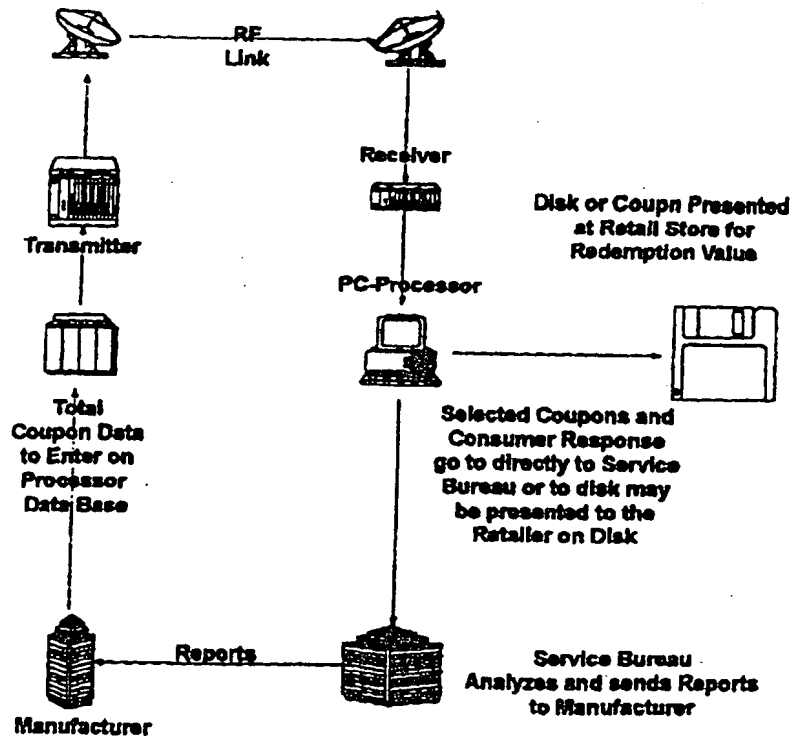 RF
Link
Receiver
Transmitter
Disk or Coupn Presented
at Retail Store for
Redemption Value
PC-Processor
Total
Coupon Data
to Enter on
Processor
Data Base
Selected Coupons and
Consumer Response
go to directly to Service
Bureau or to disk may
be presented to the
Retailer on Disk
Reports
Service Bureau
Analyzes and sends Reports
to Manufacturer
Manufacturer